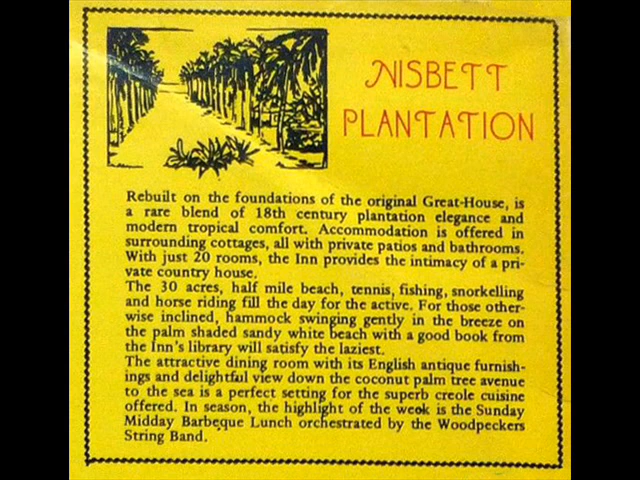 NISBETT
PLANTATION
Rebuilt on the foundations of the original Great-House, is
a rare blend of 18th century plantation elegance and
modern tropical comfort. Accommodation is offered in
surrounding cottages, all with private patios and bathrooms.
With just 20 rooms, the Inn provides the intimacy of a pri-
vate country house.
The 30 acres, half mile beach, tennis, fishing, snorkelling
and horse riding fill the day for the active. For those other-
wise inclined, hammock swinging gently in the breeze on
the palm shaded sandy white beach with a good book from
the Inn's library will satisfy the laziest.
The attractive dining room with its English antique furnish-
ings and delightful view down the coconut palm tree avenue
to the sea is a perfect setting for the superb creole cuisine
offered. In season, the highlight of the week is the Sunday
Midday Barbeque Lunch orchestrated by the Woodpeckers
String Band.